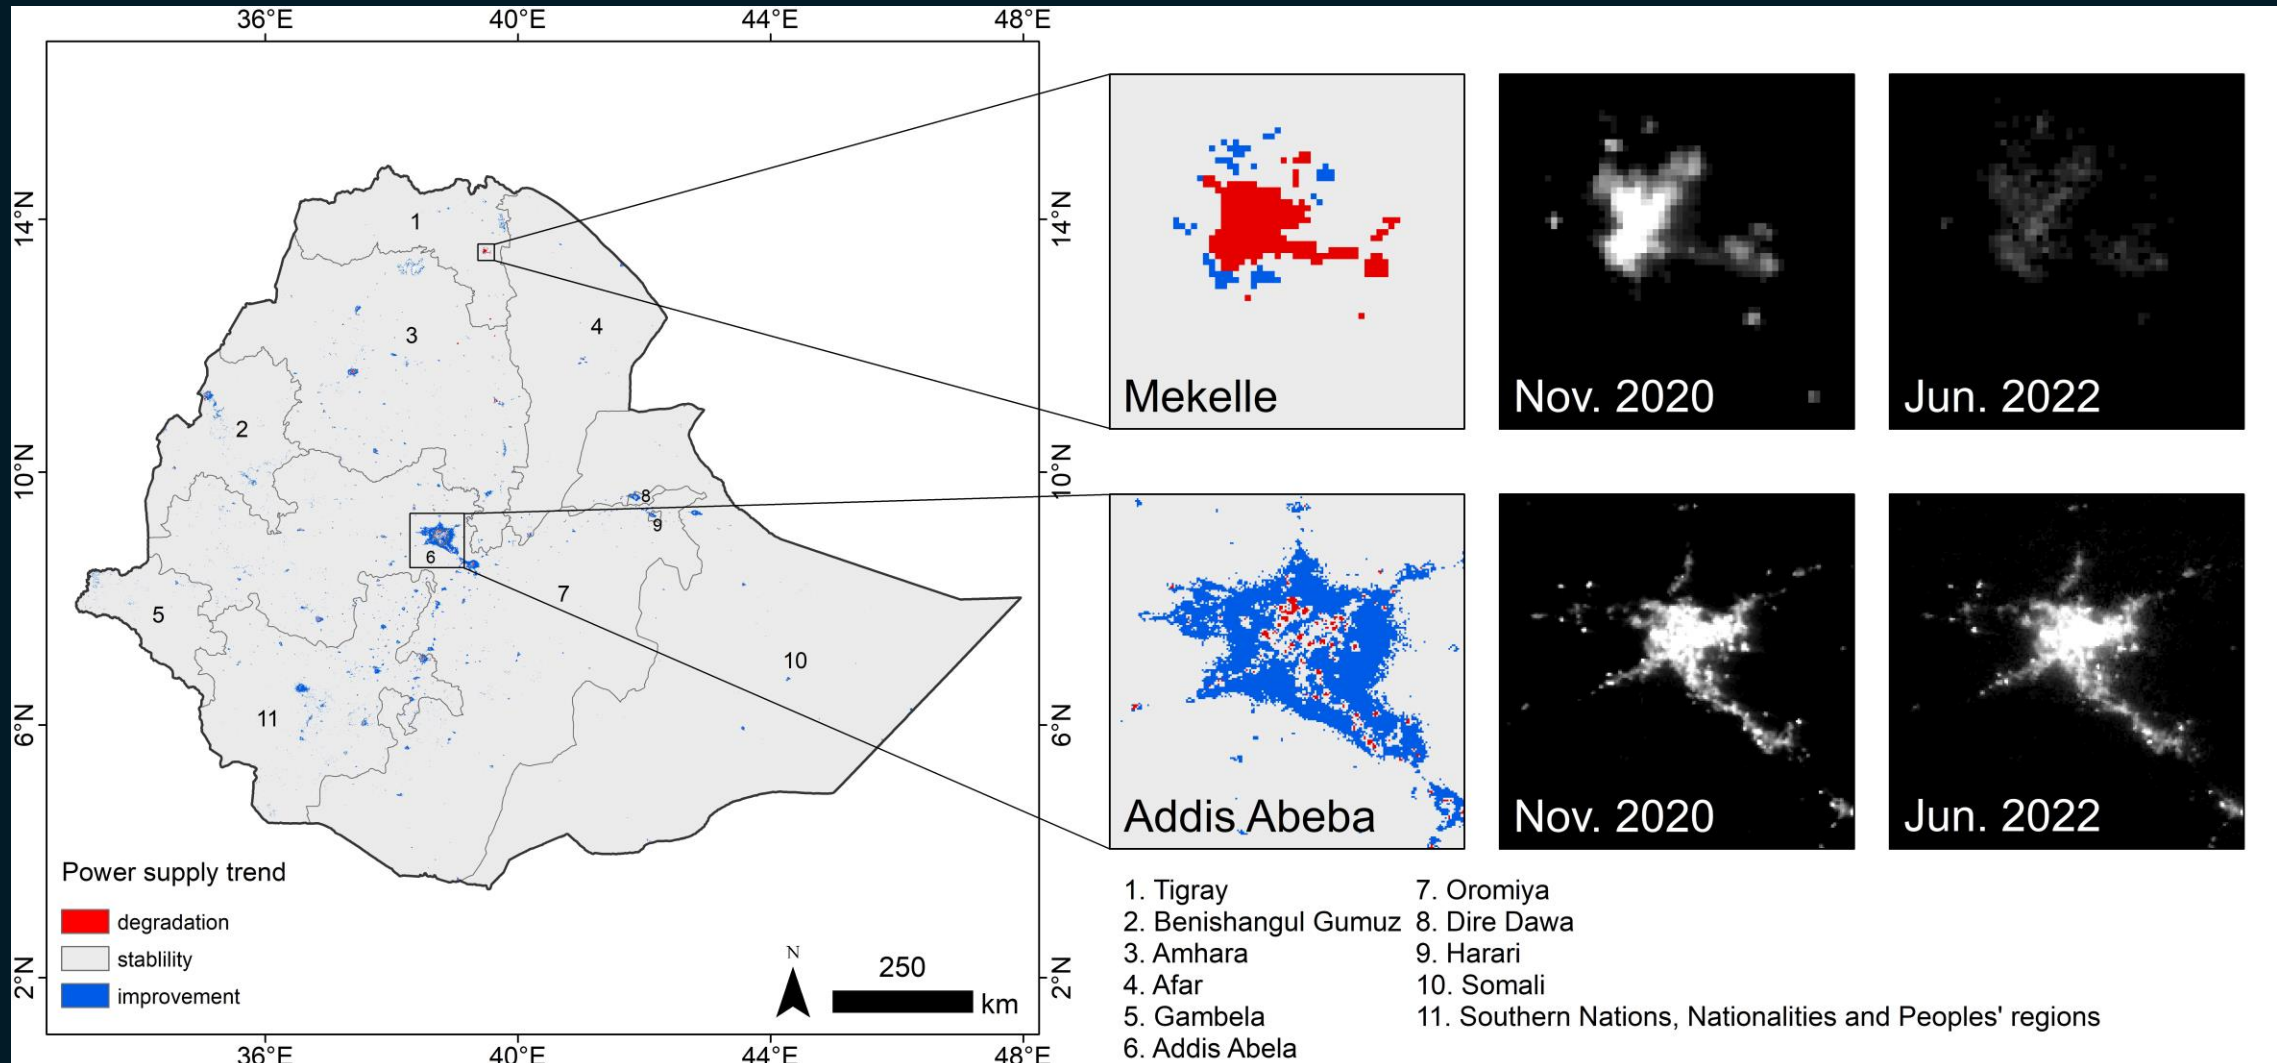 36°E 40°E 44°E 48°E
14°N
14°N
10°N
10°N
6°N
6°N
2°N
2°N
1
2
3
4
5
6
7
8
9
10
11
Power supply trend
degradation
stablility
improvement
N
250
km
36°E 40°E 44°E 48°E
Mekelle
Nov. 2020
Jun. 2022
Addis Abeba
Nov. 2020
Jun. 2022
1. Tigray
2. Benishangul Gumuz
3. Amhara
4. Afar
5. Gambela
6. Addis Abela
7. Oromiya
8. Dire Dawa
9. Harari
10. Somali
11. Southern Nations, Nationalities and Peoples' regions